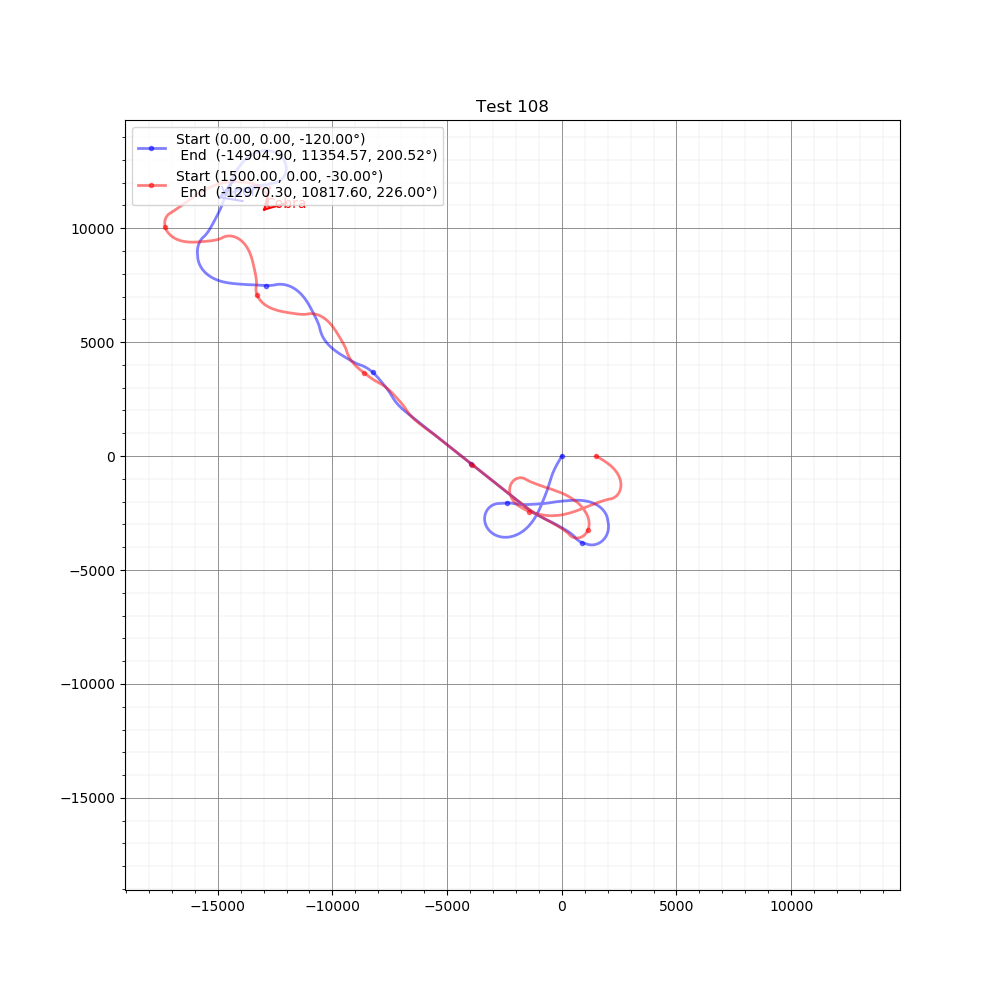 Test 108
Start (0.00, 0.00, -120.00°)
End (-14904.90, 11354.57, 200.52°)
Start (1500.00, 0.00, -30.00°)
End (-12970.30, 10817.60, 226.00°)
Cobra
10000
5000
0
−5000
−10000
−15000
−15000 −10000 −5000 0 5000 10000